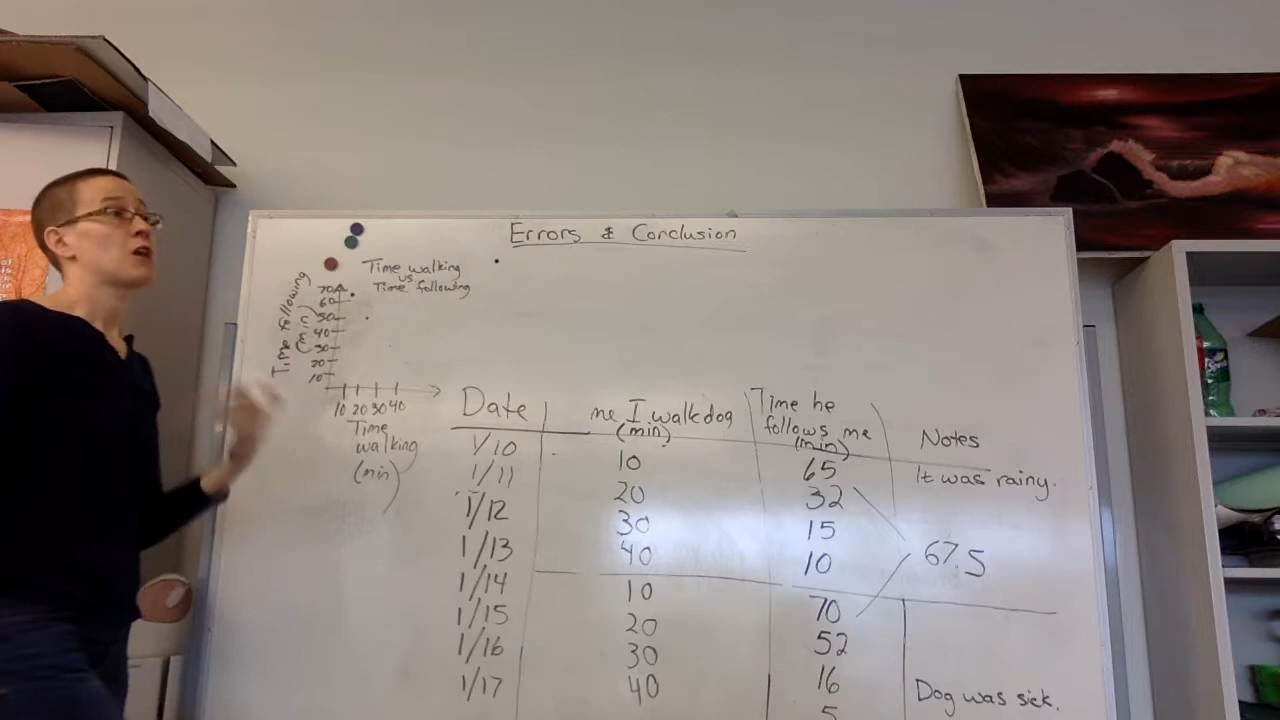 Errors & Conclusion
Time walking
vs
Time following
Time following
(min)
70
60
50
40
30
20
10
10 20 30 40
Time
walking
(min)
Date
me I walk dog
(min)
Time he
follows me
(min)
Notes
1/10 10 65 It was rainy.
1/11 20 32
1/12 30 15
1/13 40 10
67.5
1/14 10 70
1/15 20 52
1/16 30 16
1/17 40 5
Dog was sick.